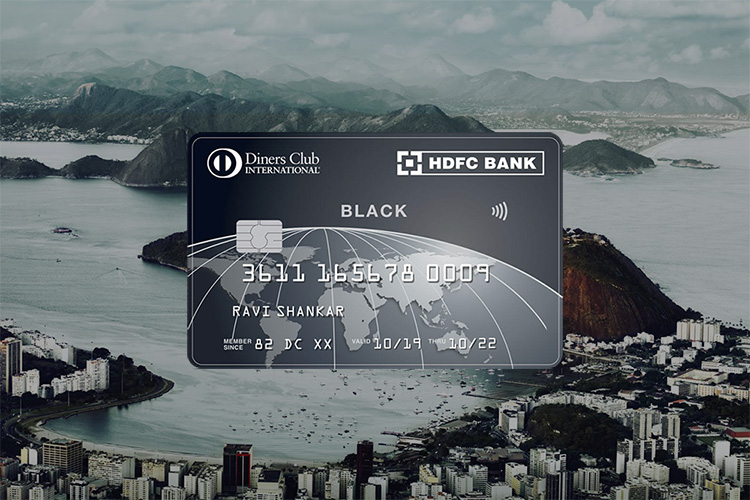 Diners Club
INTERNATIONAL®
HDFC BANK
BLACK
3611 165678 0009
RAVI SHANKAR
MEMBER SINCE 82 DC XX VALID 10/19 THRU 10/22